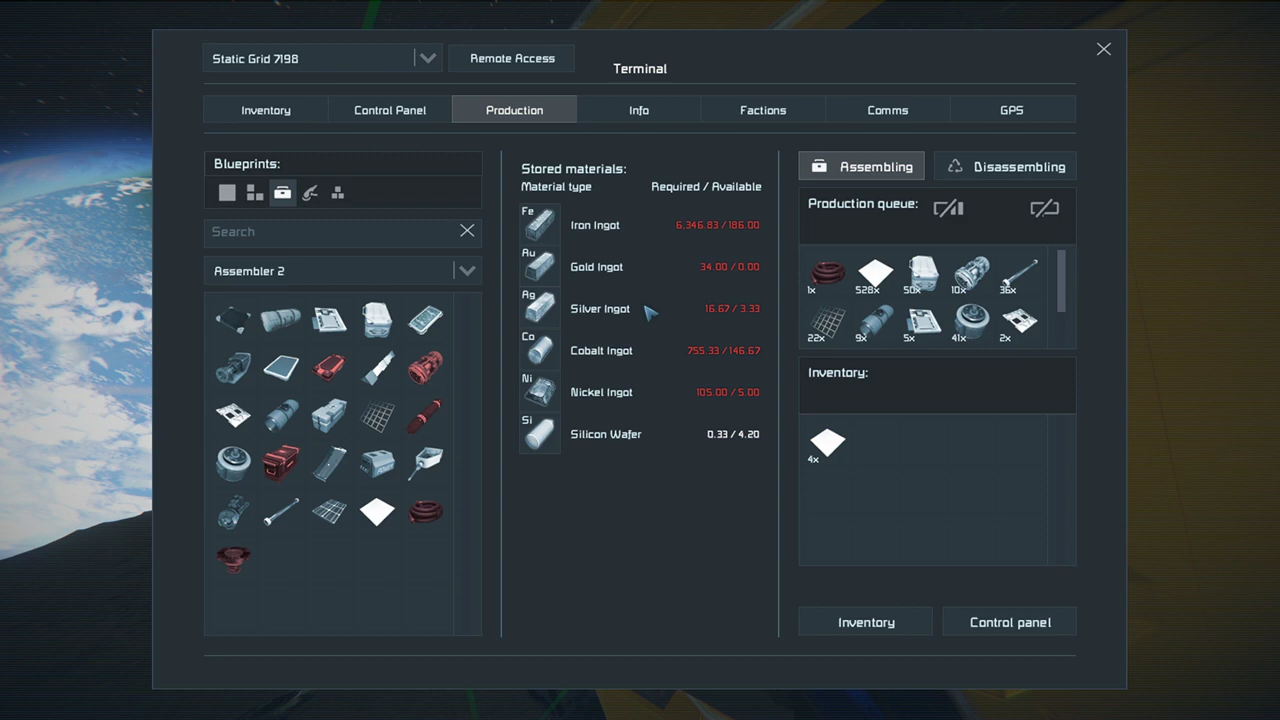 Static Grid 7198
Remote Access
Terminal
Inventory
Control Panel
Production
Info
Factions
Comms
GPS
Blueprints:
Search
Assembler 2
Stored materials:
Material type
Required / Available
Fe
Iron Ingot
6,346.83 / 186.00
Au
Gold Ingot
34.00 / 0.00
Ag
Silver Ingot
16.67 / 3.33
Co
Cobalt Ingot
755.33 / 146.67
Ni
Nickel Ingot
105.00 / 5.00
Si
Silicon Wafer
0.33 / 4.20
Assembling
Disassembling
Production queue:
1x
528x
50x
10x
36x
22x
9x
5x
41x
2x
Inventory:
4x
Inventory
Control panel